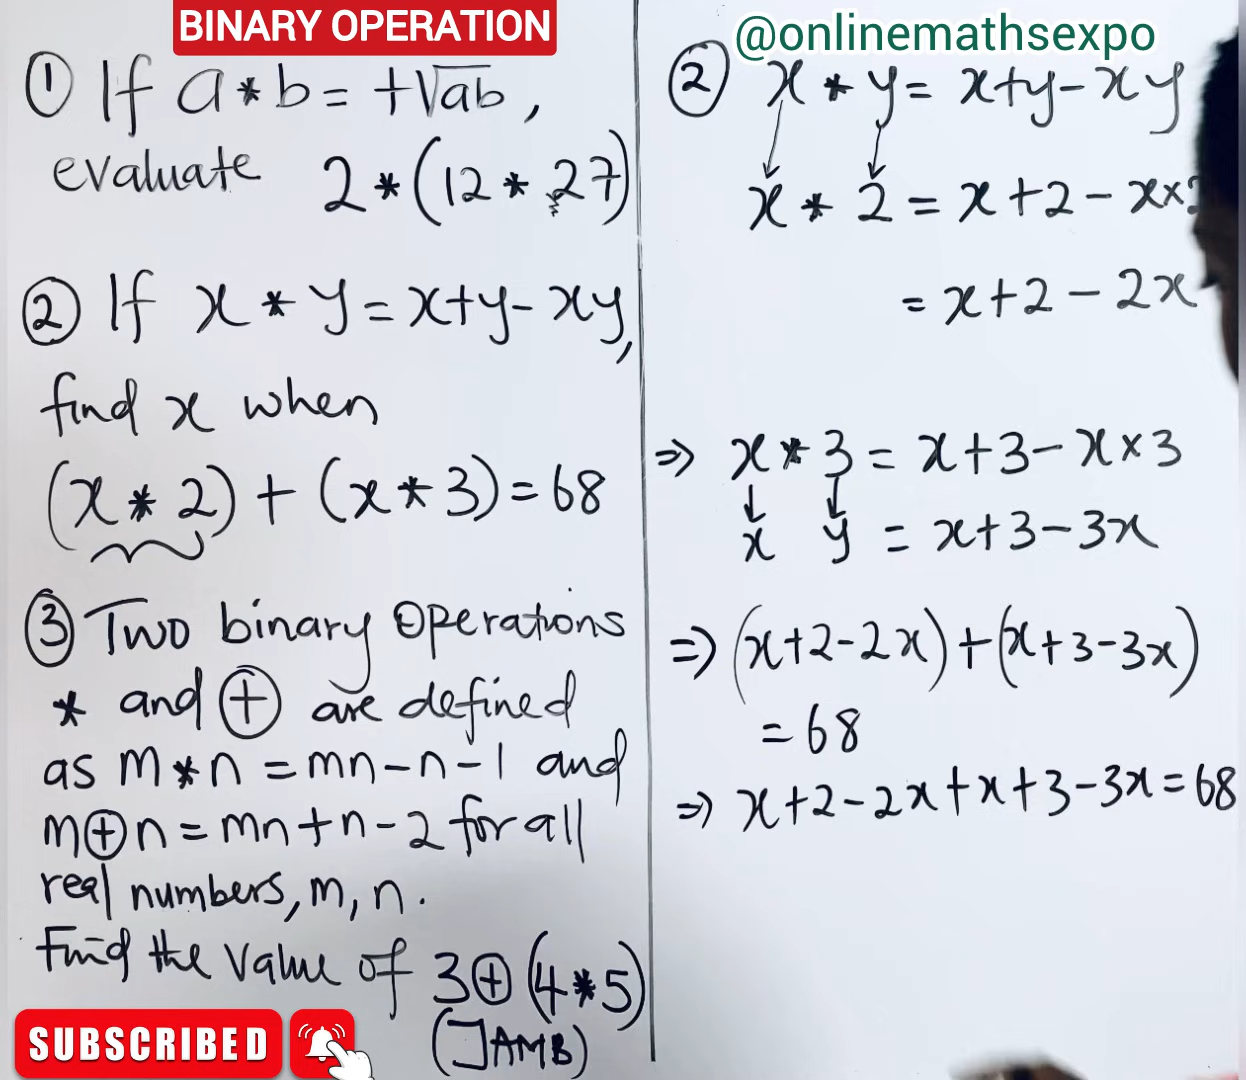 BINARY OPERATION
@onlinemathsexpo
① If a * b = +√ab,
evaluate 2 * (12 * 27)
② If x * y = x+y-xy,
find x when
(x * 2) + (x * 3) = 68
③ Two binary operations
* and ⊕ are defined
as m * n = mn-n-1 and
m⊕n = mn+n-2 for all
real numbers, m, n.
Find the value of 3⊕(4*5)
(JAMB)
SUBSCRIBED
② x * y = x+y-xy
x * 2 = x+2-x×
= x+2-2x
⇒ x * 3 = x+3-x×3
x y = x+3-3x
⇒ (x+2-2x)+(x+3-3x)
= 68
⇒ x+2-2x+x+3-3x=68